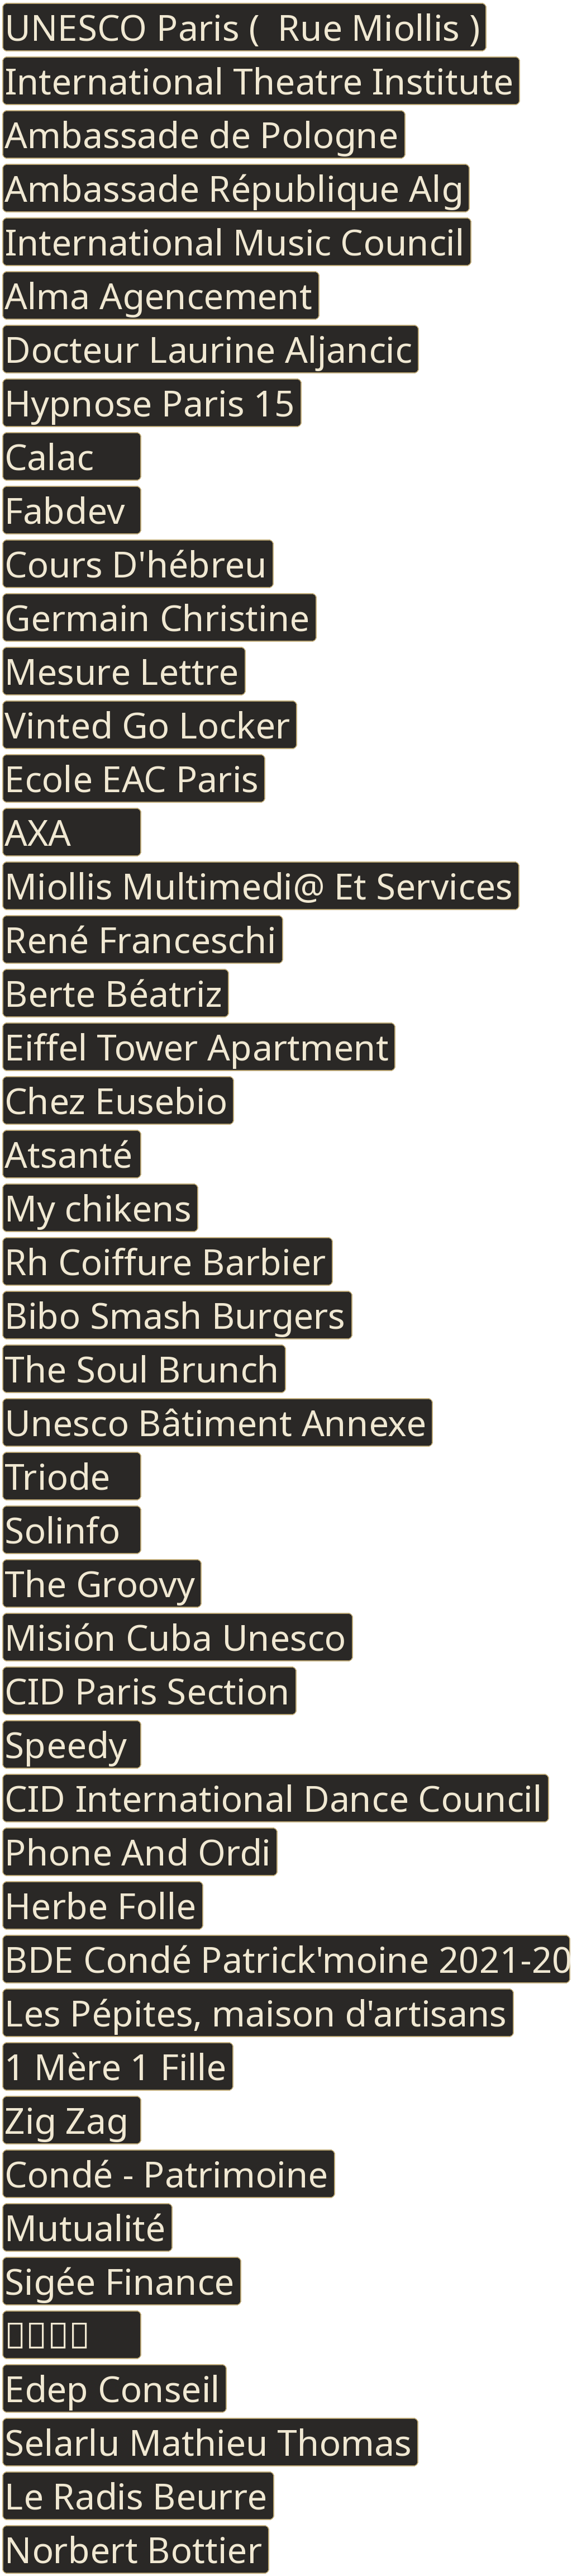 UNESCO Paris (  Rue Miollis )
International Theatre Institute
Ambassade de Pologne
Ambassade République Alg
International Music Council
Alma Agencement
Docteur Laurine Aljancic
Hypnose Paris 15
Calac
Fabdev
Cours D'hébreu
Germain Christine
Mesure Lettre
Vinted Go Locker
Ecole EAC Paris
AXA
Miollis Multimedi@ Et Services
René Franceschi
Berte Béatriz
Eiffel Tower Apartment
Chez Eusebio
Atsanté
My chikens
Rh Coiffure Barbier
Bibo Smash Burgers
The Soul Brunch
Unesco Bâtiment Annexe
Triode
Solinfo
The Groovy
Misión Cuba Unesco
CID Paris Section
Speedy
CID International Dance Council
Phone And Ordi
Herbe Folle
BDE Condé Patrick'moine 2021-20
Les Pépites, maison d'artisans
1 Mère 1 Fille
Zig Zag
Condé - Patrimoine
Mutualité
Sigée Finance
Edep Conseil
Selarlu Mathieu Thomas
Le Radis Beurre
Norbert Bottier